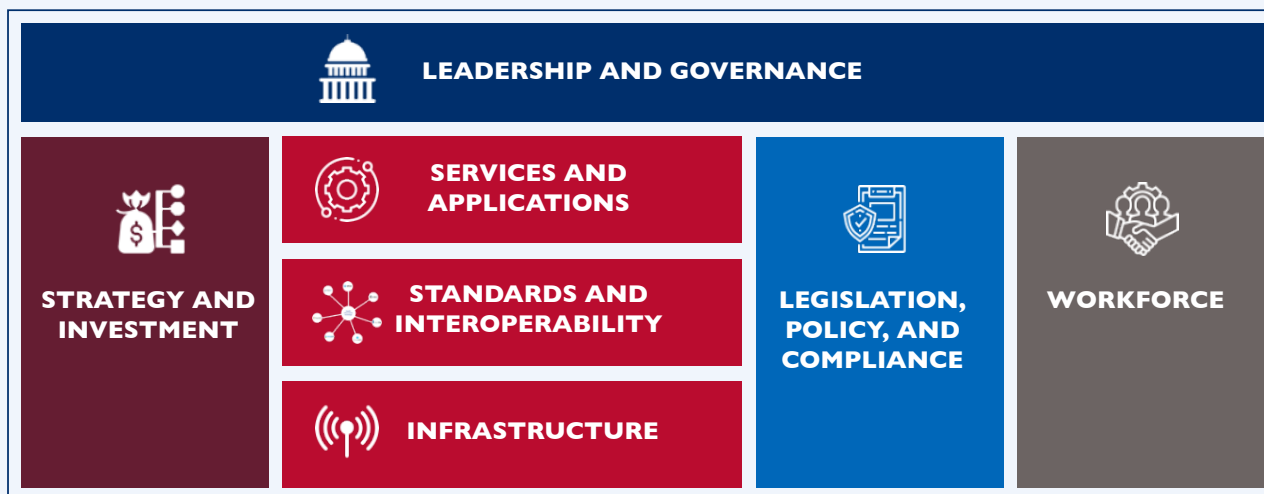 LEADERSHIP AND GOVERNANCE
STRATEGY AND
INVESTMENT
SERVICES AND
APPLICATIONS
STANDARDS AND
INTEROPERABILITY
INFRASTRUCTURE
LEGISLATION,
POLICY, AND
COMPLIANCE
WORKFORCE